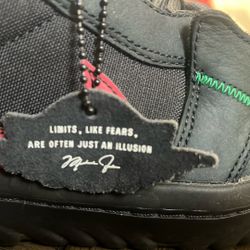 LIMITS, LIKE FEARS,
ARE OFTEN JUST AN ILLUSION